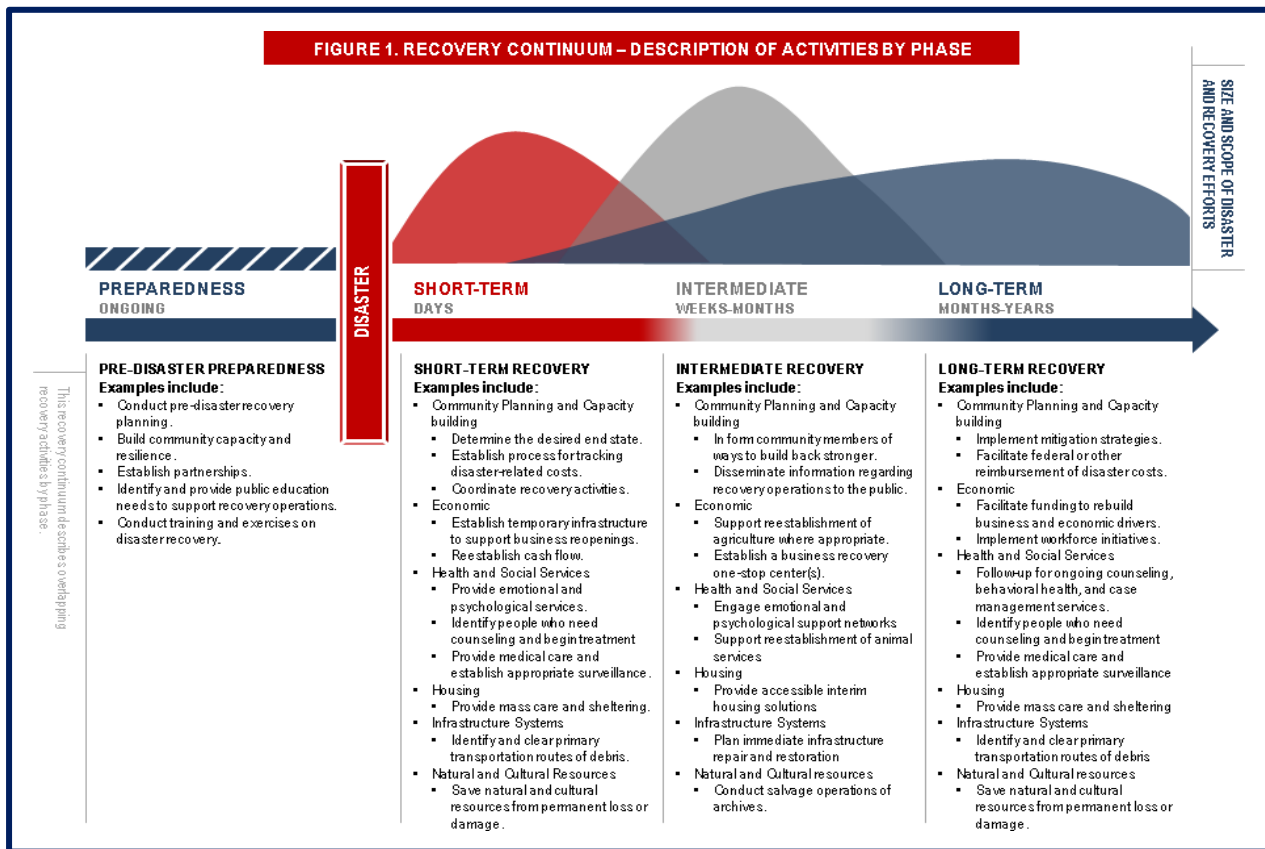 FIGURE 1. RECOVERY CONTINUUM – DESCRIPTION OF ACTIVITIES BY PHASE
SIZE AND SCOPE OF DISASTER
AND RECOVERY EFFORTS
DISASTER
PREPAREDNESS
ONGOING
SHORT-TERM
DAYS
INTERMEDIATE
WEEKS-MONTHS
LONG-TERM
MONTHS-YEARS
This recovery continuum describes overlapping
recovery activities by phase.
PRE-DISASTER PREPAREDNESS
Examples include:
▪ Conduct pre-disaster recovery
planning.
▪ Build community capacity and
resilience.
▪ Establish partnerships.
▪ Identify and provide public education
needs to support recovery operations.
▪ Conduct training and exercises on
disaster recovery.
SHORT-TERM RECOVERY
Examples include:
▪ Community Planning and Capacity
building
▪ Determine the desired end state.
▪ Establish process for tracking
disaster-related costs.
▪ Coordinate recovery activities.
▪ Economic
▪ Establish temporary infrastructure
to support business reopenings.
▪ Reestablish cash flow.
▪ Health and Social Services
▪ Provide emotional and
psychological services.
▪ Identify people who need
counseling and begin treatment
▪ Provide medical care and
establish appropriate surveillance.
▪ Housing
▪ Provide mass care and sheltering.
▪ Infrastructure Systems
▪ Identify and clear primary
transportation routes of debris.
▪ Natural and Cultural Resources
▪ Save natural and cultural
resources from permanent loss or
damage.
INTERMEDIATE RECOVERY
Examples include:
▪ Community Planning and Capacity
building
▪ In form community members of
ways to build back stronger.
▪ Disseminate information regarding
recovery operations to the public.
▪ Economic
▪ Support reestablishment of
agriculture where appropriate.
▪ Establish a business recovery
one-stop center(s).
▪ Health and Social Services
▪ Engage emotional and
psychological support networks
▪ Support reestablishment of animal
services
▪ Housing
▪ Provide accessible interim
housing solutions
▪ Infrastructure Systems
▪ Plan immediate infrastructure
repair and restoration
▪ Natural and Cultural resources
▪ Conduct salvage operations of
archives.
LONG-TERM RECOVERY
Examples include:
▪ Community Planning and Capacity
building
▪ Implement mitigation strategies.
▪ Facilitate federal or other
reimbursement of disaster costs.
▪ Economic
▪ Facilitate funding to rebuild
business and economic drivers.
▪ Implement workforce initiatives.
▪ Health and Social Services
▪ Follow-up for ongoing counseling,
behavioral health, and case
management services.
▪ Identify people who need
counseling and begin treatment
▪ Provide medical care and
establish appropriate surveillance
▪ Housing
▪ Provide mass care and sheltering
▪ Infrastructure Systems
▪ Identify and clear primary
transportation routes of debris
▪ Natural and Cultural resources
▪ Save natural and cultural
resources from permanent loss or
damage.